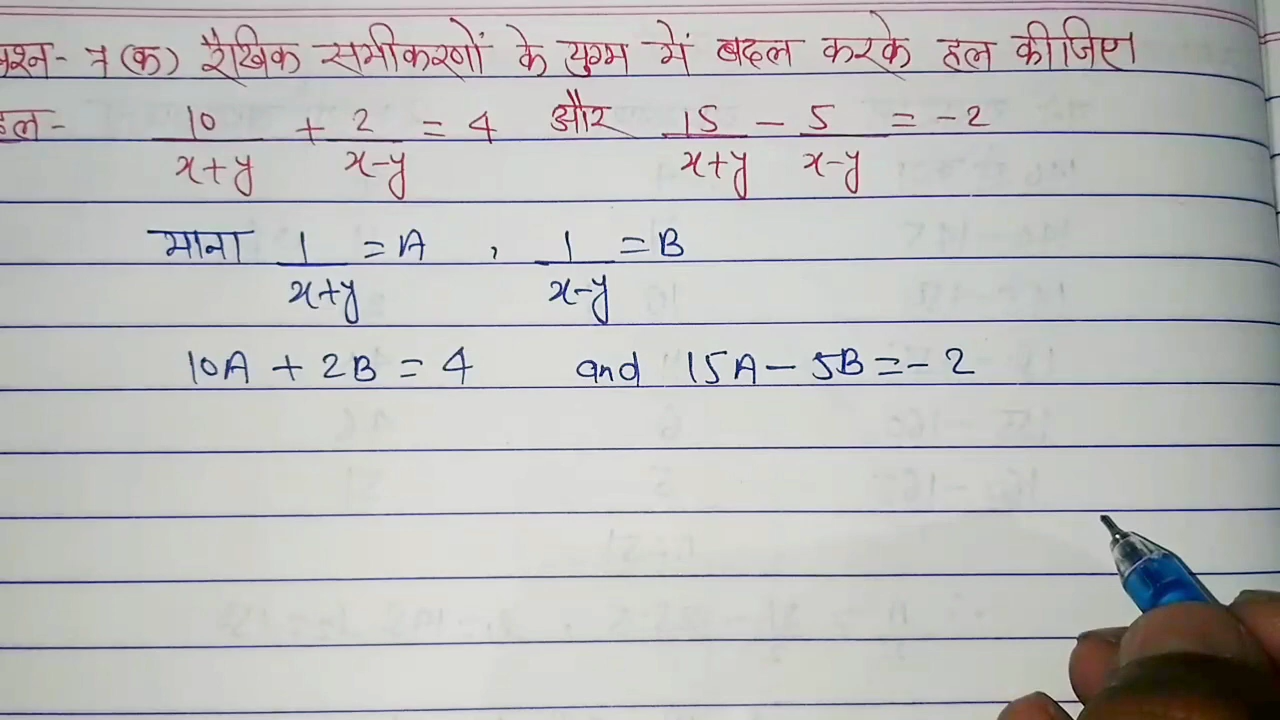 प्रश्न- 7 (क) रैखिक समीकरणों के युग्म में बदल करके हल कीजिए
हल- 10/x+y + 2/x-y = 4 और 15/x+y - 5/x-y = -2
माना 1/x+y = A , 1/x-y = B
10A + 2B = 4 and 15A - 5B = -2